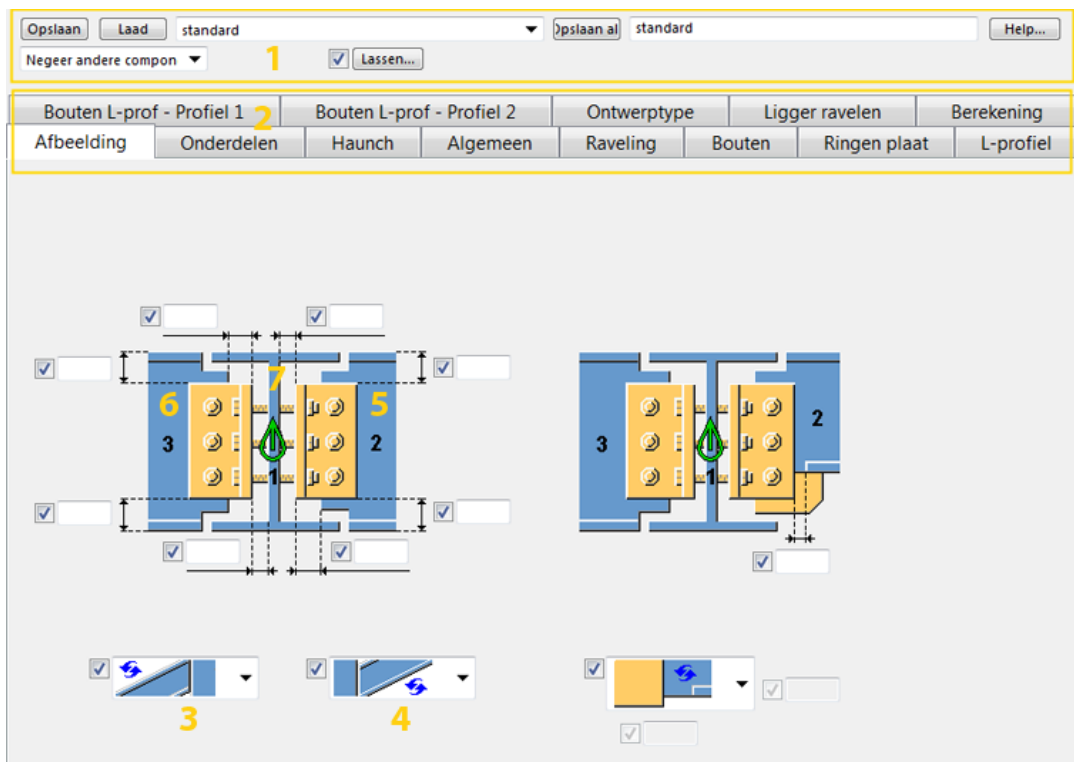 Opslaan Laad standard Opslaan al standard Help...
Negeer andere compon 1 Lassen...
Bouten L-prof - Profiel 1 2 Bouten L-prof - Profiel 2 Ontwerptype Ligger ravelen Berekening
Afbeelding Onderdelen Haunch Algemeen Raveling Bouten Ringen plaat L-profiel
7
6 5
3 2 3 2
1 1
3 4